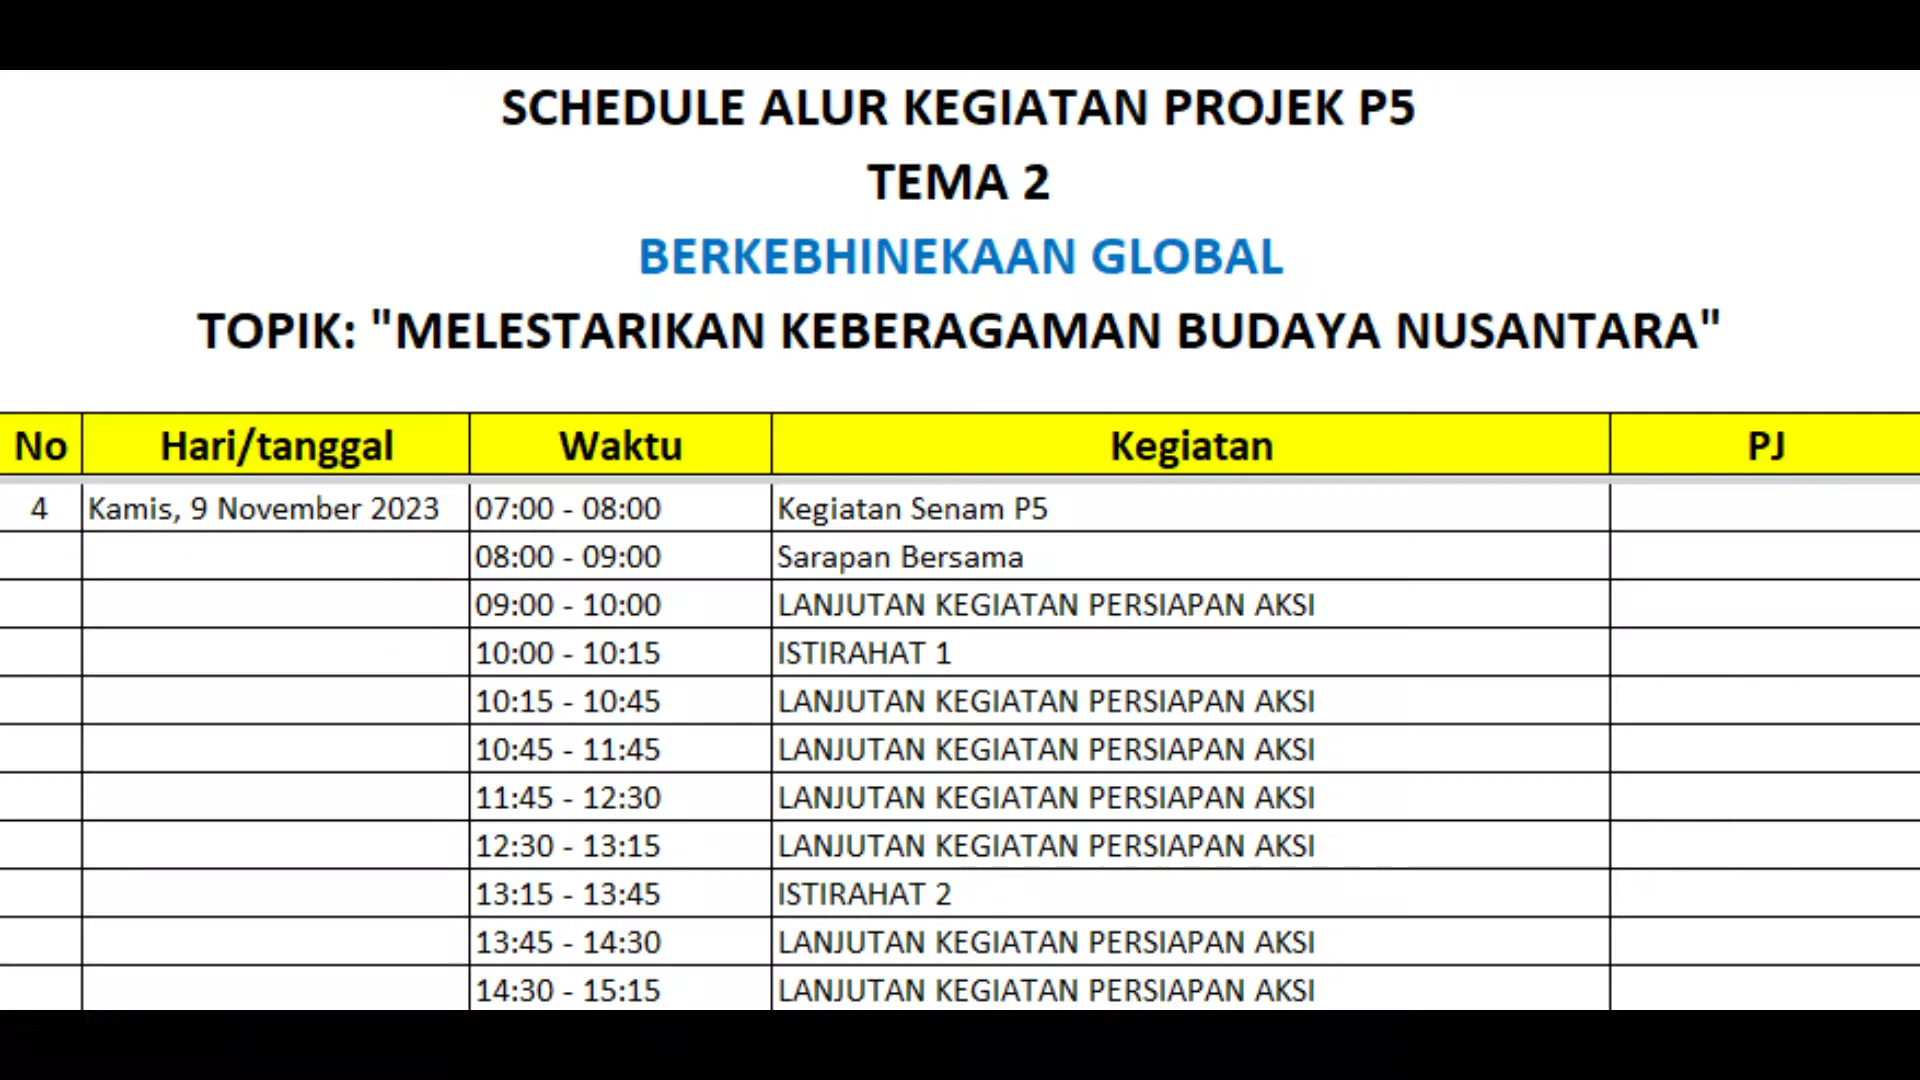 SCHEDULE ALUR KEGIATAN PROJEK P5
TEMA 2
BERKEBHINEKAAN GLOBAL
TOPIK: "MELESTARIKAN KEBERAGAMAN BUDAYA NUSANTARA"
No Hari/tanggal Waktu Kegiatan PJ
4 Kamis, 9 November 2023 07:00 - 08:00 Kegiatan Senam P5
08:00 - 09:00 Sarapan Bersama
09:00 - 10:00 LANJUTAN KEGIATAN PERSIAPAN AKSI
10:00 - 10:15 ISTIRAHAT 1
10:15 - 10:45 LANJUTAN KEGIATAN PERSIAPAN AKSI
10:45 - 11:45 LANJUTAN KEGIATAN PERSIAPAN AKSI
11:45 - 12:30 LANJUTAN KEGIATAN PERSIAPAN AKSI
12:30 - 13:15 LANJUTAN KEGIATAN PERSIAPAN AKSI
13:15 - 13:45 ISTIRAHAT 2
13:45 - 14:30 LANJUTAN KEGIATAN PERSIAPAN AKSI
14:30 - 15:15 LANJUTAN KEGIATAN PERSIAPAN AKSI